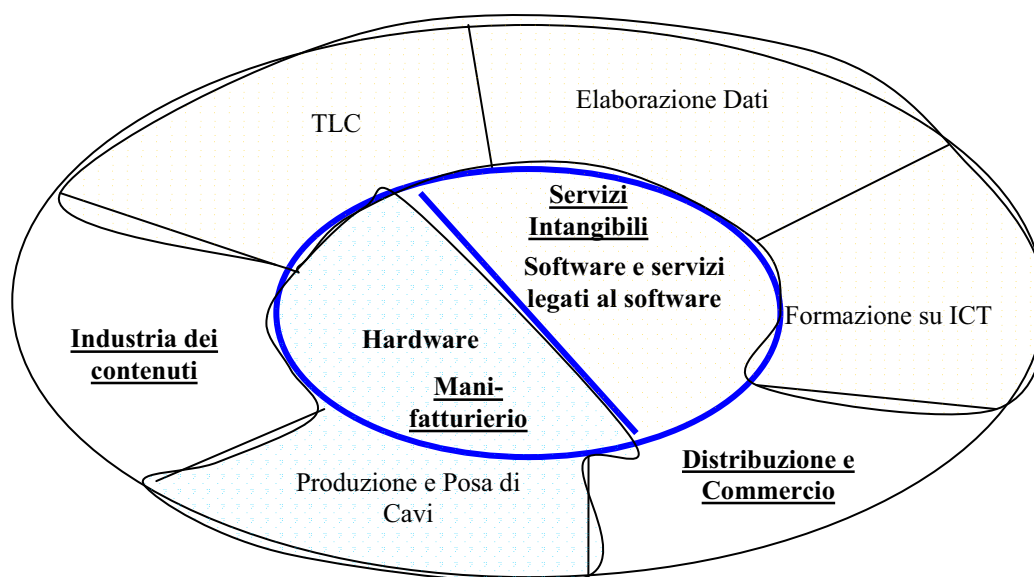 Elaborazione Dati
TLC
Servizi
Intangibili
Software e servizi
legati al software
Formazione su ICT
Industria dei
contenuti
Hardware
Mani-
fatturierio
Distribuzione e
Commercio
Produzione e Posa di
Cavi